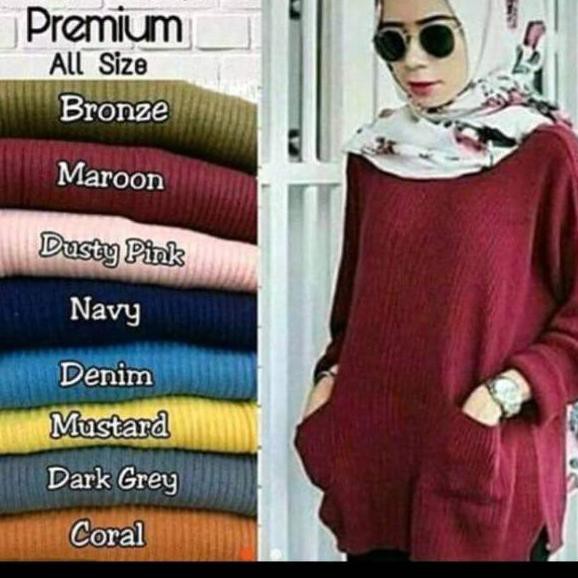 Premium
All Size
Bronze
Maroon
Dusty Pink
Navy
Denim
Mustard
Dark Grey
Coral